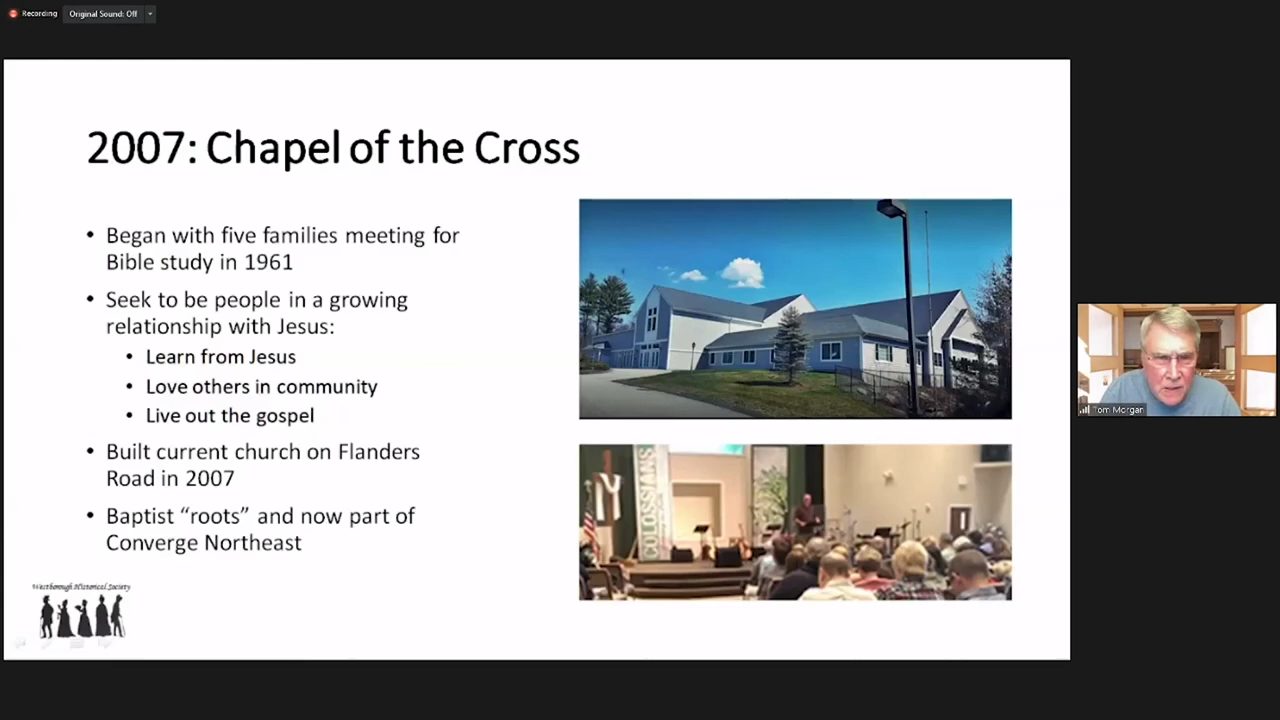 Recording
Original Sound: Off
2007: Chapel of the Cross
• Began with five families meeting for
Bible study in 1961
• Seek to be people in a growing
relationship with Jesus:
• Learn from Jesus
• Love others in community
• Live out the gospel
• Built current church on Flanders
Road in 2007
• Baptist “roots” and now part of
Converge Northeast
COLOSSIANS
Westborough Historical Society
Tom Morgan